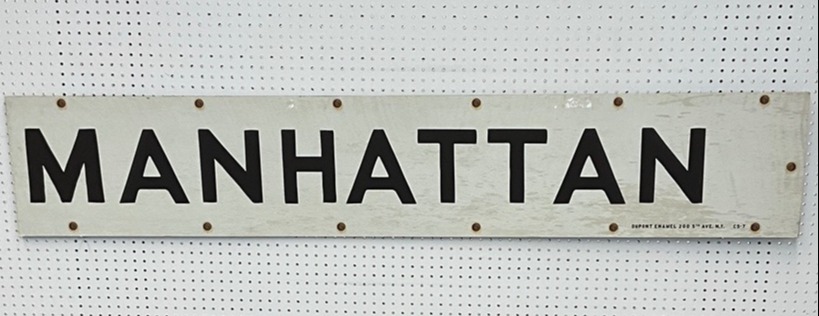 MANHATTAN
DUPONT ENAMEL 200 5TH AVE. N.Y.